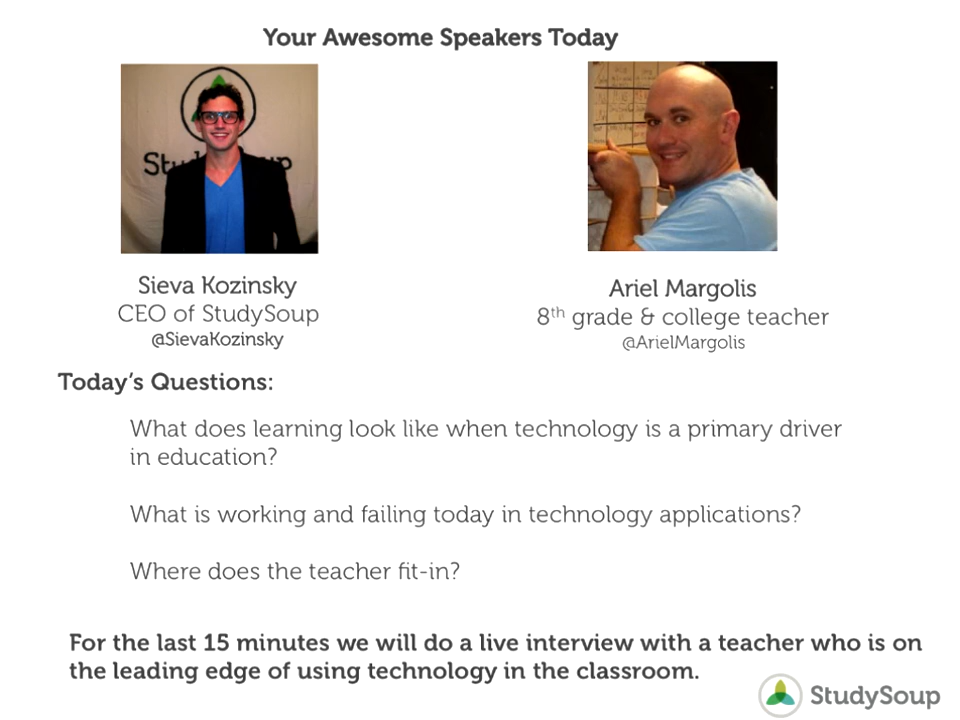 Your Awesome Speakers Today
StudySoup
Sieva Kozinsky
CEO of StudySoup
@SievaKozinsky
Ariel Margolis
8th grade & college teacher
@ArielMargolis
Today's Questions:
What does learning look like when technology is a primary driver
in education?
What is working and failing today in technology applications?
Where does the teacher fit-in?
For the last 15 minutes we will do a live interview with a teacher who is on
the leading edge of using technology in the classroom.
StudySoup